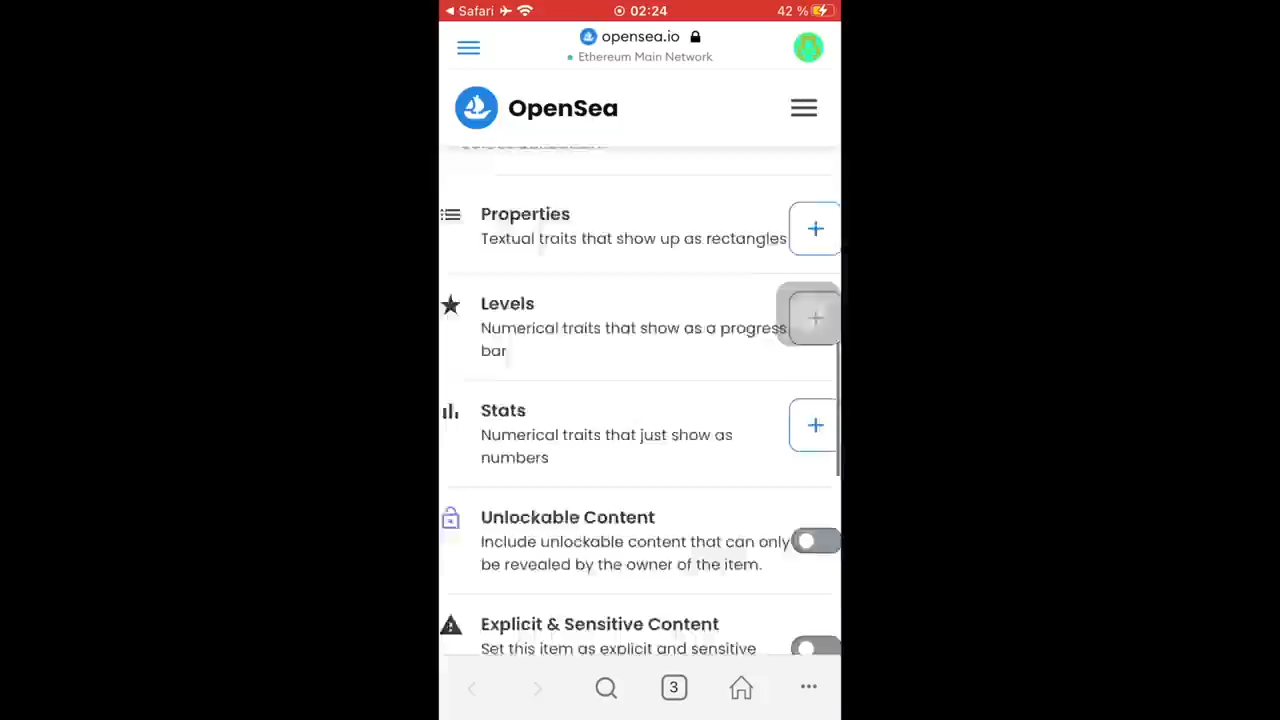 Safari 02:24 42 %
opensea.io
Ethereum Main Network
OpenSea
Properties
Textual traits that show up as rectangles
Levels
Numerical traits that show as a progress
bar
Stats
Numerical traits that just show as
numbers
Unlockable Content
Include unlockable content that can only
be revealed by the owner of the item.
Explicit & Sensitive Content
Set this item as explicit and sensitive
3